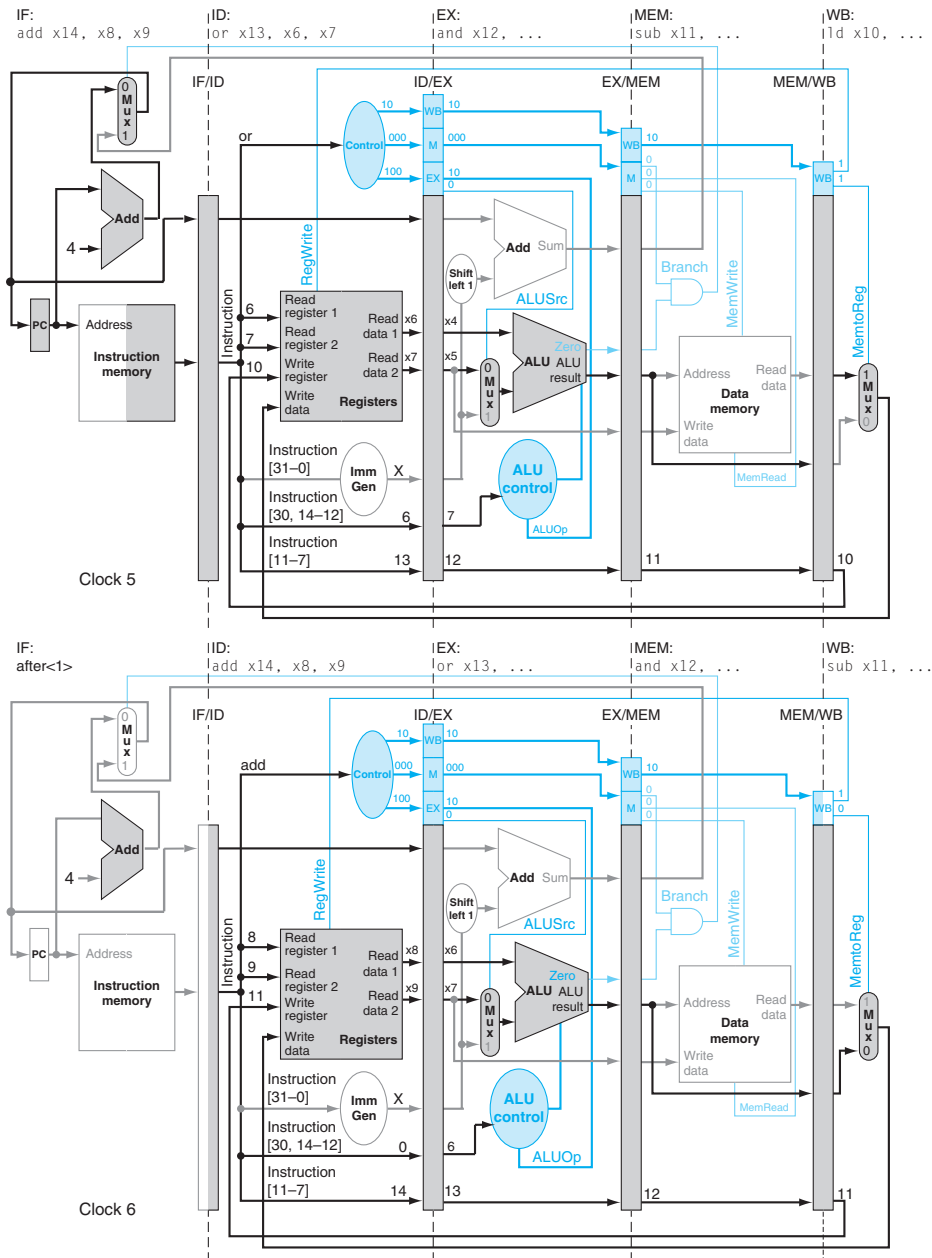 IF: ID: EX: MEM: WB:
add x14, x8, x9 or x13, x6, x7 and x12, ... sub x11, ... ld x10, ...
IF/ID ID/EX EX/MEM MEM/WB
0
Mux
1
or
Control
10 WB 10
000 M 000
100 EX 10
0
WB 10
0
M 0
0
WB 1
1
Add
4
RegWrite
Add Sum
Shift
left 1
ALUSrc
Branch
MemWrite
MemtoReg
PC
Address
Instruction
memory
Instruction
6
7
10
Read
register 1
Read
register 2
Write
register
Write
data
Read
data 1
Read
data 2
Registers
x6 x4
x7 x5
0
Mux
1
Zero
ALU ALU
result
Address
Read
data
Data
memory
Write
data
MemRead
1
Mux
0
Instruction
[31–0]
Imm
Gen
X
ALU
control
Instruction
[30, 14–12] 6 7
ALUOp
Instruction
[11–7] 13 12 11 10
Clock 5
IF: ID: EX: MEM: WB:
after<1> add x14, x8, x9 or x13, ... and x12, ... sub x11, ...
IF/ID ID/EX EX/MEM MEM/WB
0
Mux
1
add
Control
10 WB 10
000 M 000
100 EX 10
0
WB 10
0
M 0
0
WB 1
0
Add
4
RegWrite
Add Sum
Shift
left 1
ALUSrc
Branch
MemWrite
MemtoReg
PC
Address
Instruction
memory
Instruction
8
9
11
Read
register 1
Read
register 2
Write
register
Write
data
Read
data 1
Read
data 2
Registers
x8 x6
x9 x7
0
Mux
1
Zero
ALU ALU
result
Address
Read
data
Data
memory
Write
data
MemRead
1
Mux
0
Instruction
[31–0]
Imm
Gen
X
ALU
control
Instruction
[30, 14–12] 0 6
ALUOp
Instruction
[11–7] 14 13 12 11
Clock 6